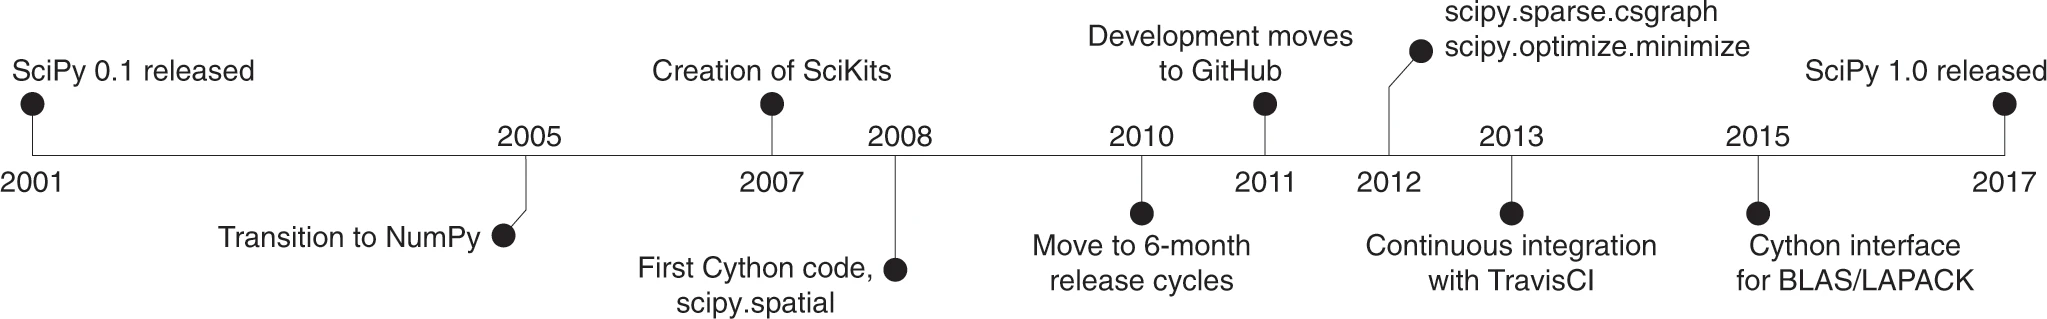 scipy.sparse.csgraph
scipy.optimize.minimize
Development moves
to GitHub
SciPy 0.1 released
Creation of SciKits
SciPy 1.0 released
2005
2008
2010
2013
2015
2001
2007
2011
2012
2017
Transition to NumPy
First Cython code,
scipy.spatial
Move to 6-month
release cycles
Continuous integration
with TravisCI
Cython interface
for BLAS/LAPACK